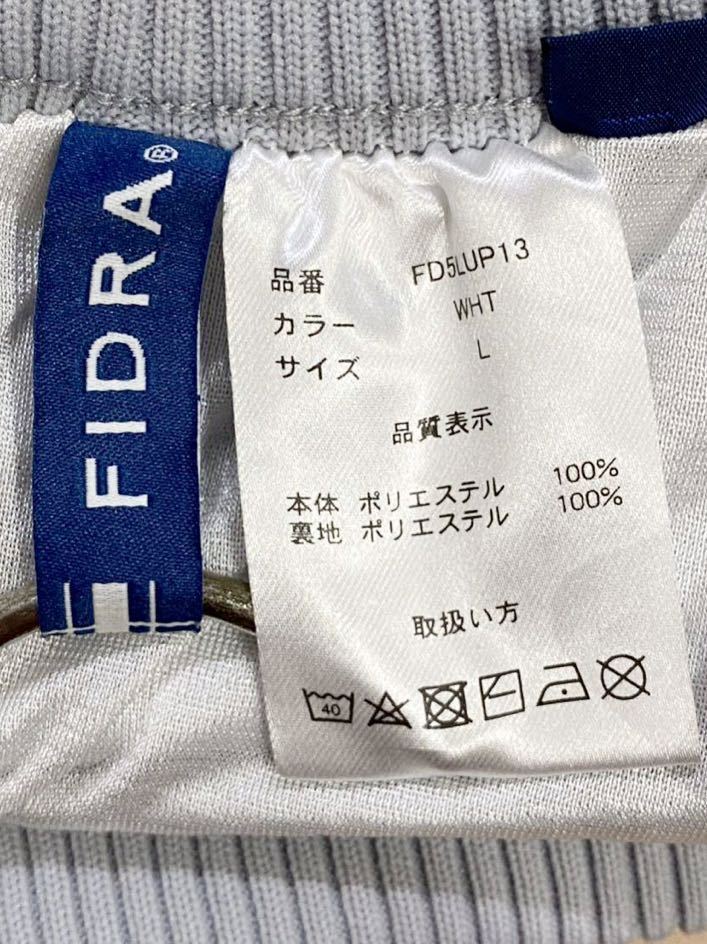 FIDRA®
品番 FD5LUP13
カラー WHT
サイズ L
品質表示
本体 ポリエステル 100%
裏地 ポリエステル 100%
取扱い方
40